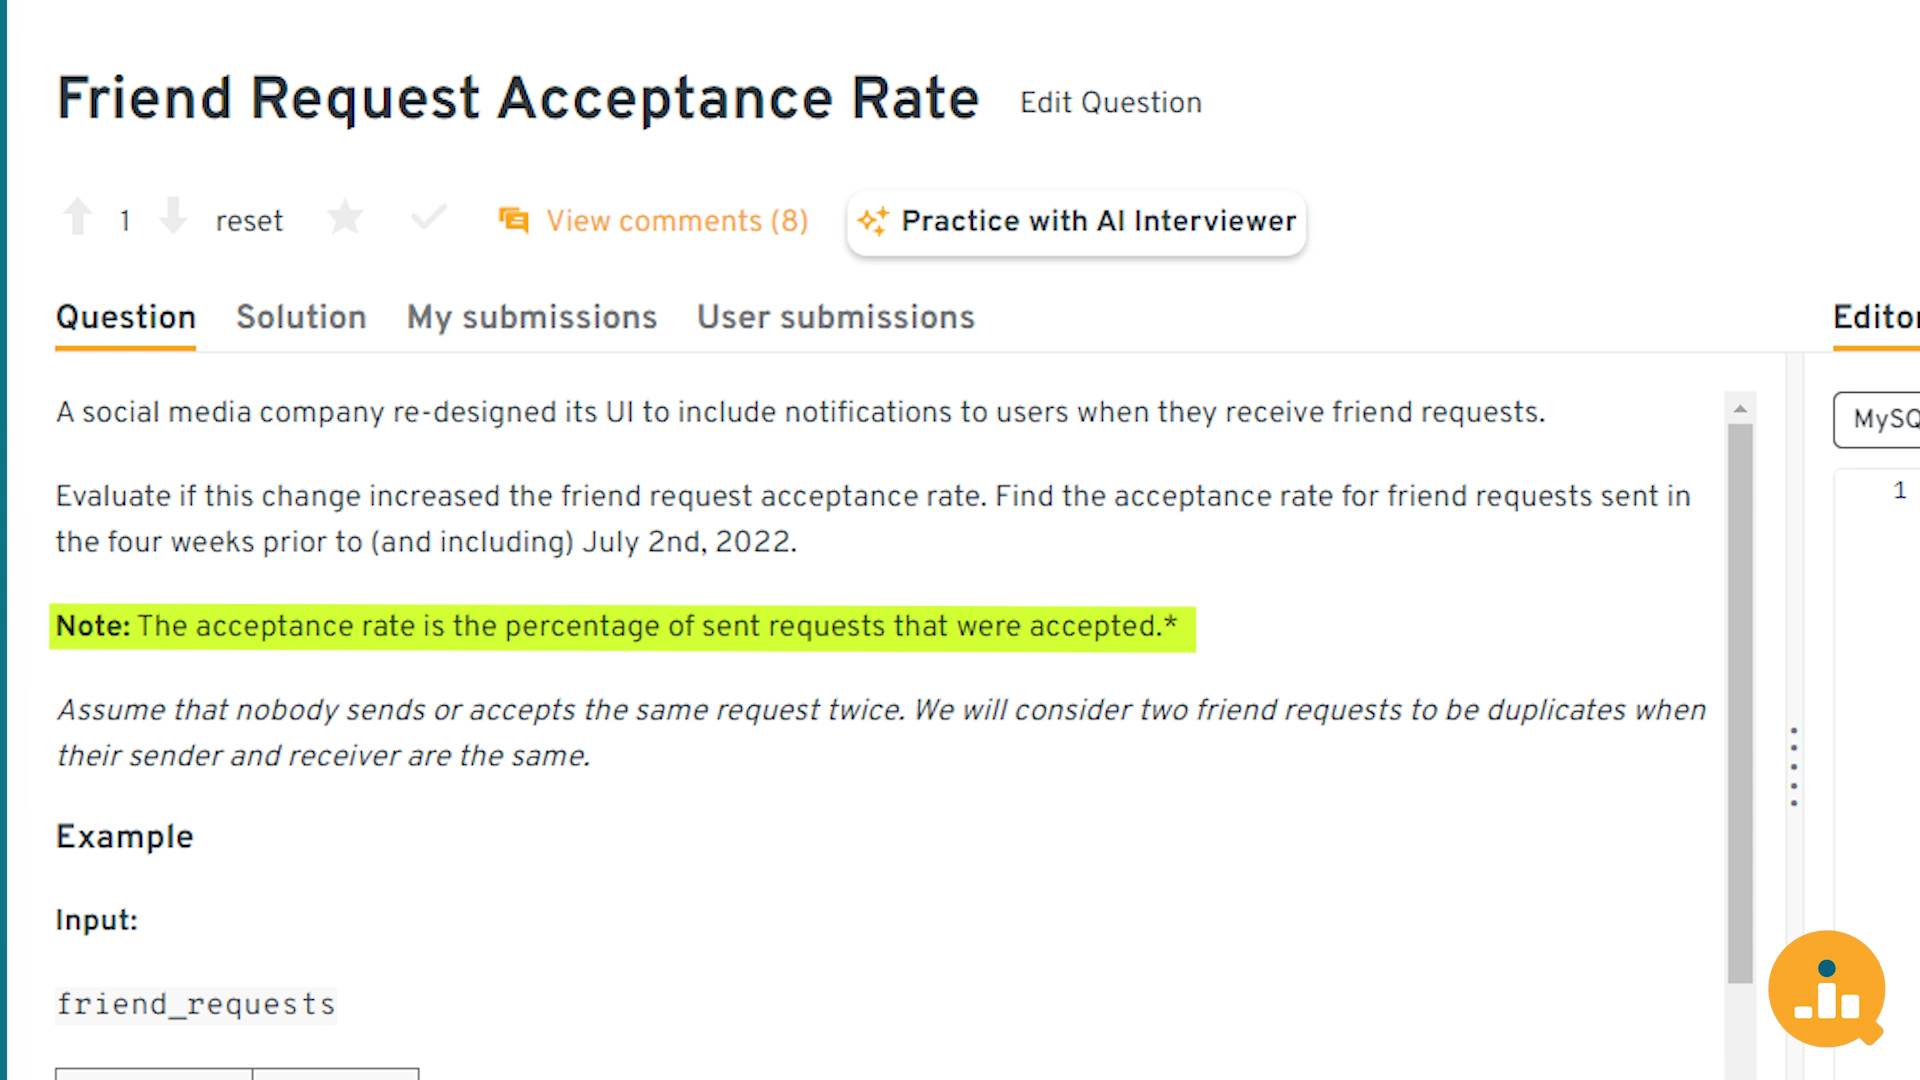 Friend Request Acceptance Rate Edit Question
1 reset View comments (8) Practice with AI Interviewer
Question Solution My submissions User submissions
A social media company re-designed its UI to include notifications to users when they receive friend requests.
Evaluate if this change increased the friend request acceptance rate. Find the acceptance rate for friend requests sent in
the four weeks prior to (and including) July 2nd, 2022.
Note: The acceptance rate is the percentage of sent requests that were accepted.*
Assume that nobody sends or accepts the same request twice. We will consider two friend requests to be duplicates when
their sender and receiver are the same.
Example
Input:
friend_requests
Editor
MySQ
1